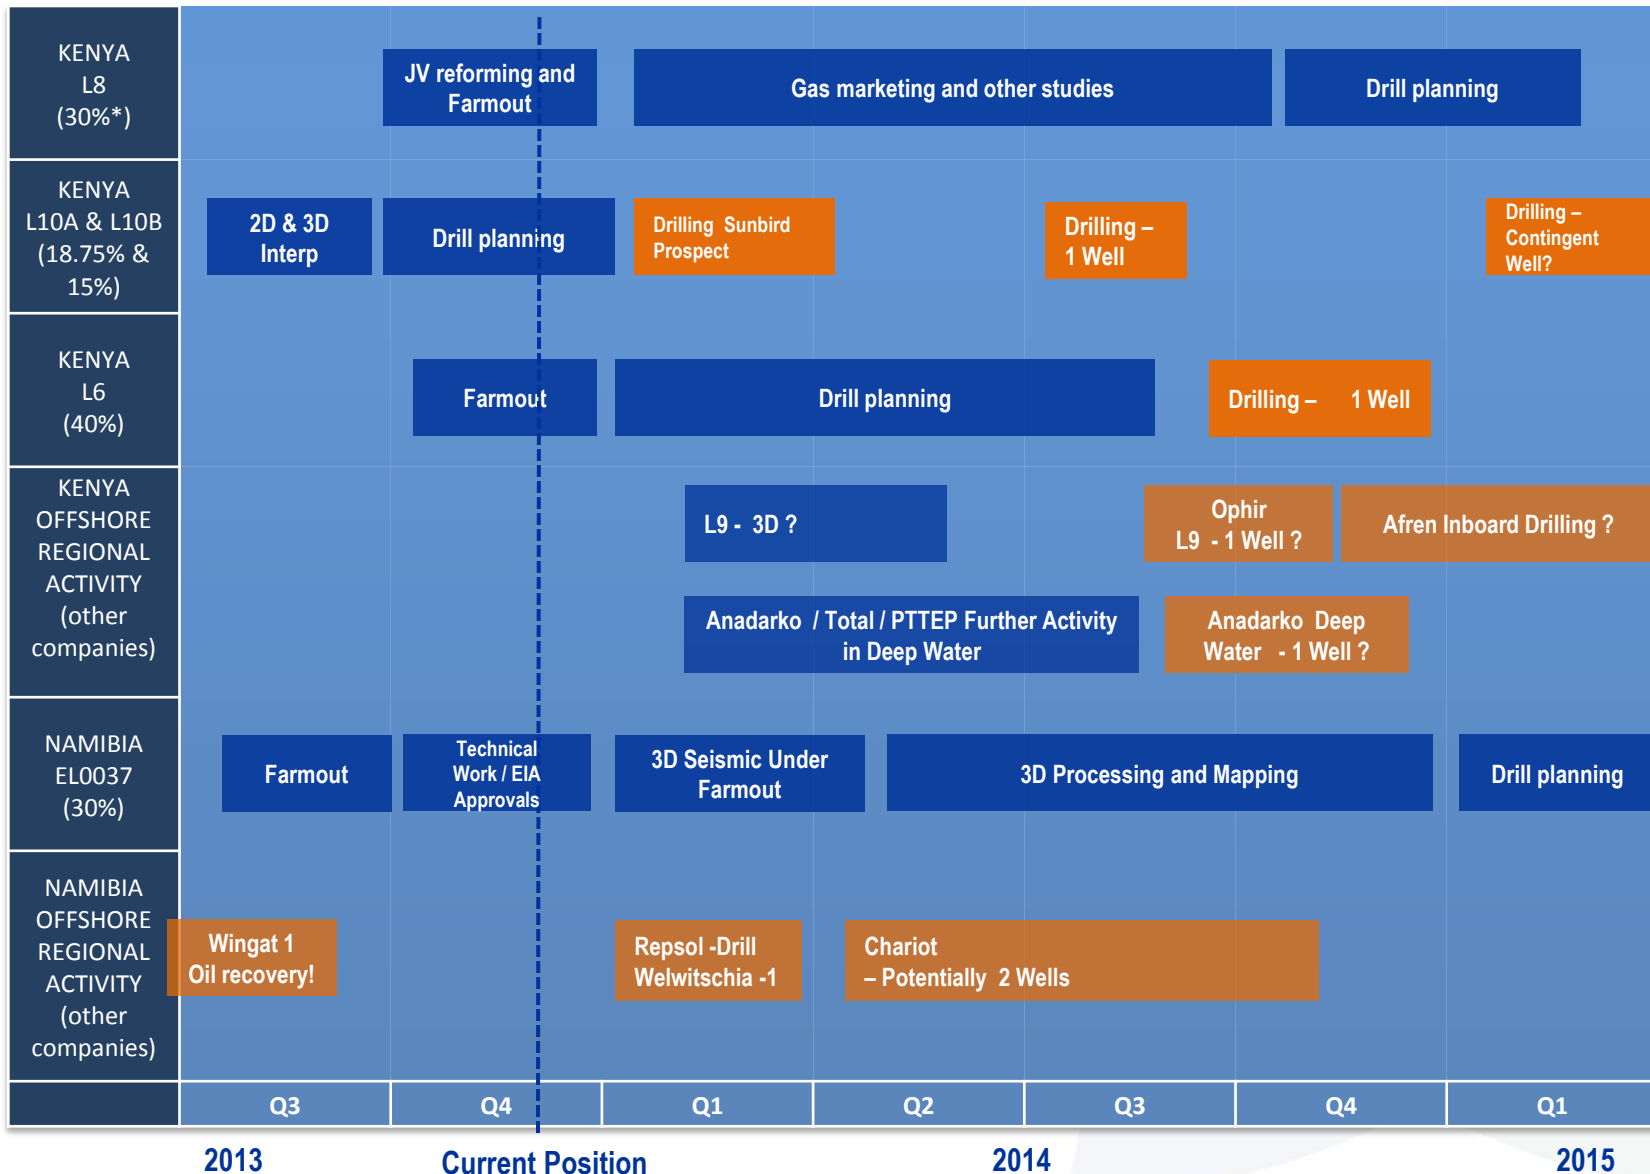 KENYA
L8
(30%*)
JV reforming and
Farmout
Gas marketing and other studies
Drill planning
KENYA
L10A & L10B
(18.75% &
15%)
2D & 3D
Interp
Drill planning
Drilling Sunbird
Prospect
Drilling –
1 Well
Drilling –
Contingent
Well?
KENYA
L6
(40%)
Farmout
Drill planning
Drilling – 1 Well
KENYA
OFFSHORE
REGIONAL
ACTIVITY
(other
companies)
L9 - 3D ?
Ophir
L9 - 1 Well ?
Afren Inboard Drilling ?
Anadarko / Total / PTTEP Further Activity
in Deep Water
Anadarko Deep
Water - 1 Well ?
NAMIBIA
EL0037
(30%)
Farmout
Technical
Work / EIA
Approvals
3D Seismic Under
Farmout
3D Processing and Mapping
Drill planning
NAMIBIA
OFFSHORE
REGIONAL
ACTIVITY
(other
companies)
Wingat 1
Oil recovery!
Repsol -Drill
Welwitschia -1
Chariot
– Potentially 2 Wells
Q3 Q4 Q1 Q2 Q3 Q4 Q1
2013 Current Position 2014 2015